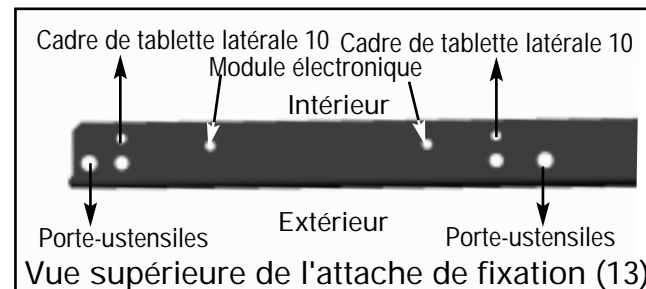 Cadre de tablette latérale 10 Cadre de tablette latérale 10
Module électronique
Intérieur
Extérieur
Porte-ustensiles Porte-ustensiles
Vue supérieure de l'attache de fixation (13)